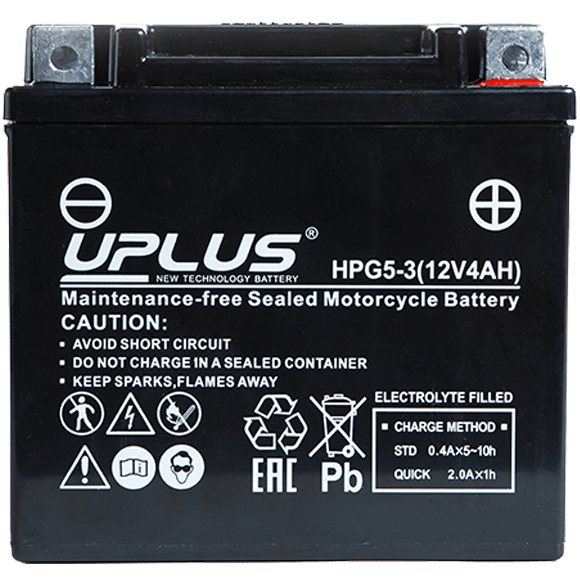 UPLUS®
NEW TECHNOLOGY BATTERY
HPG5-3(12V4AH)
Maintenance-free Sealed Motorcycle Battery
CAUTION:
▪ AVOID SHORT CIRCUIT
▪ DO NOT CHARGE IN A SEALED CONTAINER
▪ KEEP SPARKS,FLAMES AWAY
ELECTROLYTE FILLED
▪ CHARGE METHOD ▪
STD 0.4A×5~10h
QUICK 2.0A×1h
EAC Pb